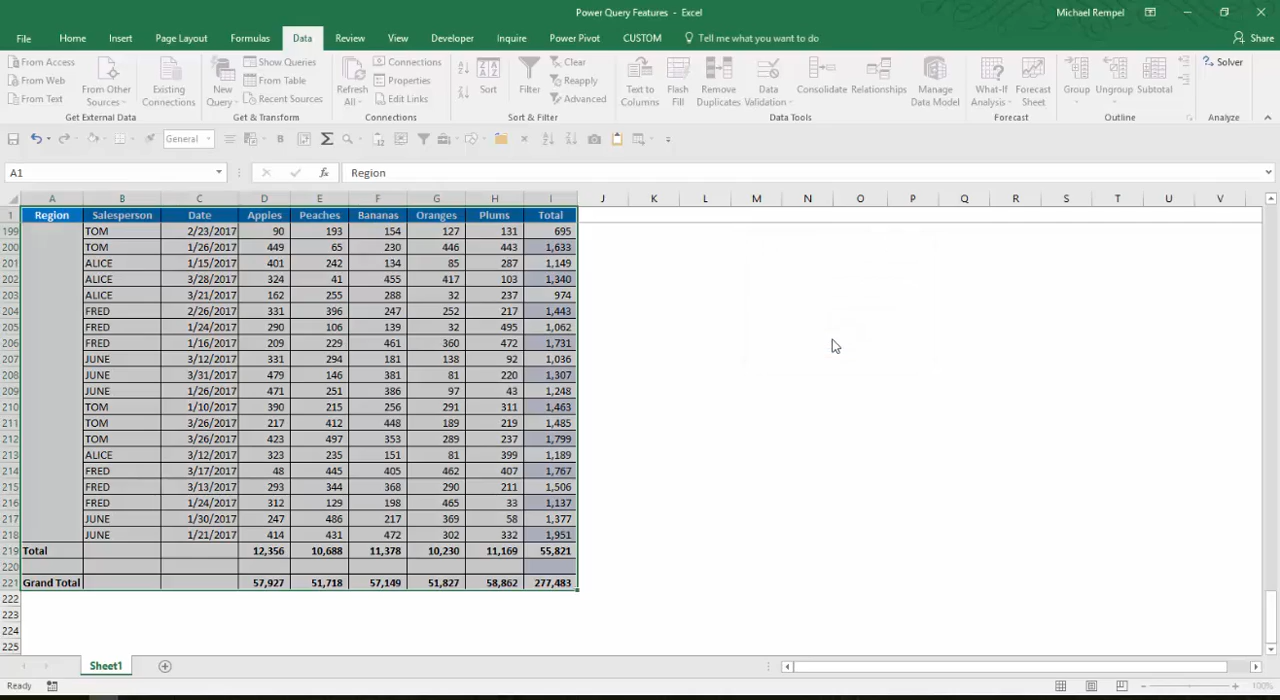 Power Query Features - Excel
Michael Rempel
File Home Insert Page Layout Formulas Data Review View Developer Inquire Power Pivot CUSTOM Tell me what you want to do Share
From Access
From Web
From Text
From Other Sources
Existing Connections
Get External Data
New Query
Show Queries
From Table
Recent Sources
Get & Transform
Refresh All
Connections
Properties
Edit Links
Connections
Sort
Filter
Clear
Reapply
Advanced
Sort & Filter
Text to Columns
Flash Fill
Remove Duplicates
Data Validation
Consolidate
Relationships
Manage Data Model
Data Tools
What-If Analysis
Forecast Sheet
Forecast
Group
Ungroup
Subtotal
Outline
Solver
Analyze
General
A1 fx Region
A B C D E F G H I J K L M N O P Q R S T U V
1 Region Salesperson Date Apples Peaches Bananas Oranges Plums Total
199 TOM 2/23/2017 90 193 154 127 131 695
200 TOM 1/26/2017 449 65 230 446 443 1,633
201 ALICE 1/15/2017 401 242 134 85 287 1,149
202 ALICE 3/28/2017 324 41 455 417 103 1,340
203 ALICE 3/21/2017 162 255 288 32 237 974
204 FRED 2/26/2017 331 396 247 252 217 1,443
205 FRED 1/24/2017 290 106 139 32 495 1,062
206 FRED 1/16/2017 209 229 461 360 472 1,731
207 JUNE 3/12/2017 331 294 181 138 92 1,036
208 JUNE 3/31/2017 479 146 381 81 220 1,307
209 JUNE 1/26/2017 471 251 386 97 43 1,248
210 TOM 1/10/2017 390 215 256 291 311 1,463
211 TOM 3/26/2017 217 412 448 189 219 1,485
212 TOM 3/26/2017 423 497 353 289 237 1,799
213 ALICE 3/12/2017 323 235 151 81 399 1,189
214 FRED 3/17/2017 48 445 405 462 407 1,767
215 FRED 3/13/2017 293 344 368 290 211 1,506
216 FRED 1/24/2017 312 129 198 465 33 1,137
217 JUNE 1/30/2017 247 486 217 369 58 1,377
218 JUNE 1/21/2017 414 431 472 302 332 1,951
219 Total 12,356 10,688 11,378 10,230 11,169 55,821
220
221 Grand Total 57,927 51,718 57,149 51,827 58,862 277,483
222
223
224
225
Sheet1
Ready
100%